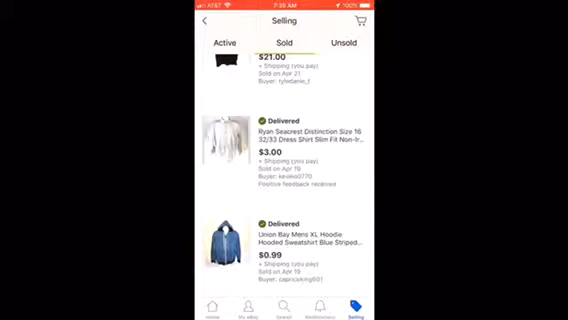 AT&T
7:35 AM
100%
Selling
Active Sold Unsold
$21.00
+ Shipping (you pay)
Sold on Apr 21
Delivered
Ryan Seacrest Distinction Size 16
32/33 Dress Shirt Slim Fit Non-Ir...
$3.00
+ Shipping (you pay)
Sold on Apr 19
Positive feedback received
Delivered
Union Bay Mens XL Hoodie
Hooded Sweatshirt Blue Striped...
$0.99
+ Shipping (you pay)
Sold on Apr 19
Home My eBay Search Notifications Selling